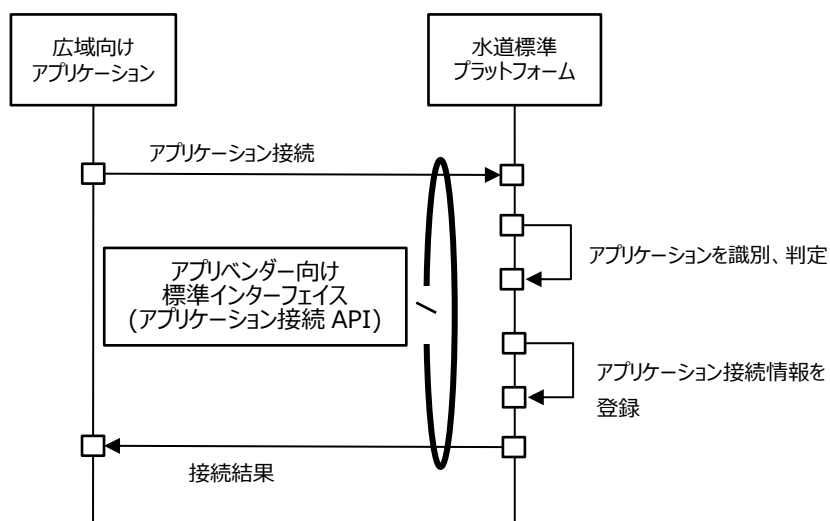 広域向け
アプリケーション
水道標準
プラットフォーム
アプリケーション接続
アプリケーションを識別、判定
アプリベンダー向け
標準インターフェイス
(アプリケーション接続 API)
アプリケーション接続情報を
登録
接続結果